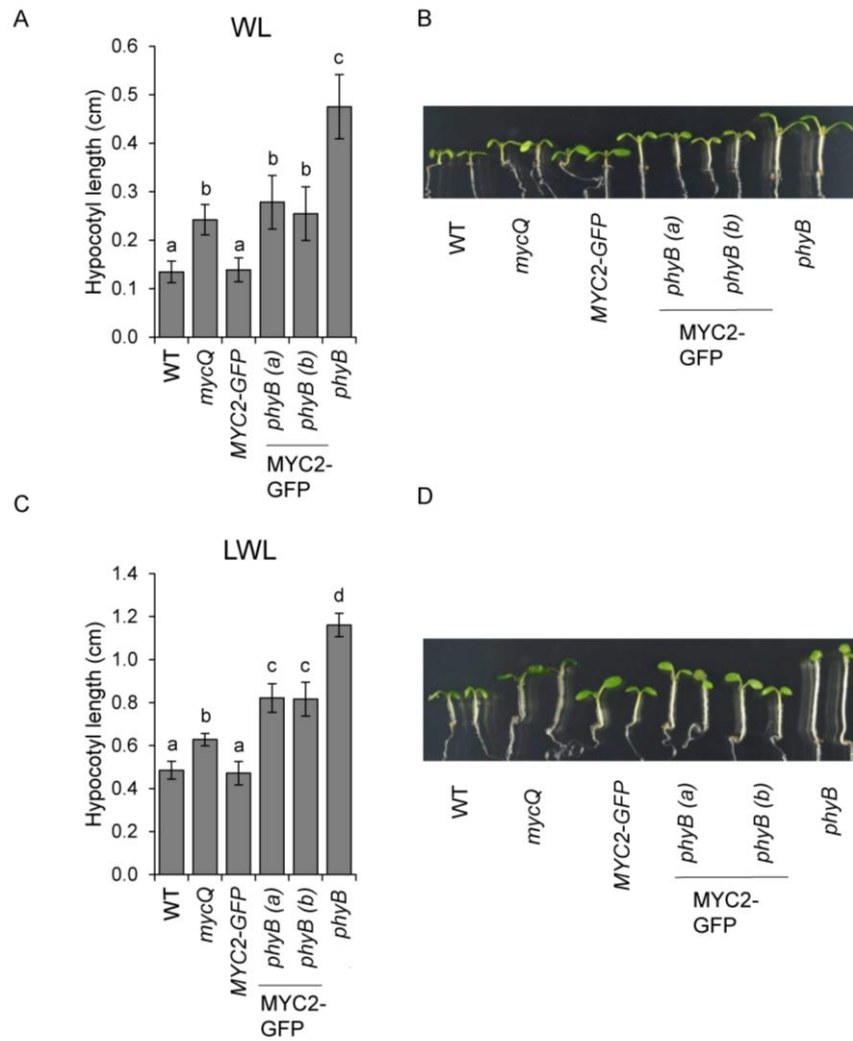 A
WL
Hypocotyl length (cm)
0.6
0.5
0.4
0.3
0.2
0.1
0.0
a
b
a
b
b
c
WT
mycQ
MYC2-GFP
phyB (a)
phyB (b)
phyB
MYC2-
GFP
B
WT
mycQ
MYC2-GFP
phyB (a)
phyB (b)
phyB
MYC2-
GFP
C
LWL
Hypocotyl length (cm)
1.4
1.2
1.0
0.8
0.6
0.4
0.2
0.0
a
b
a
c
c
d
WT
mycQ
MYC2-GFP
phyB (a)
phyB (b)
phyB
MYC2-
GFP
D
WT
mycQ
MYC2-GFP
phyB (a)
phyB (b)
phyB
MYC2-
GFP